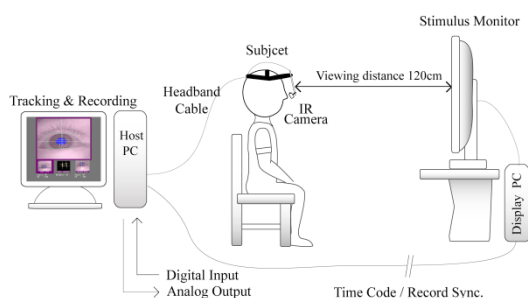 Stimulus Monitor
Subjcet
Viewing distance 120cm
Headband
Cable
IR
Camera
Tracking & Recording
Host
PC
Display PC
Digital Input
Analog Output
Time Code / Record Sync.